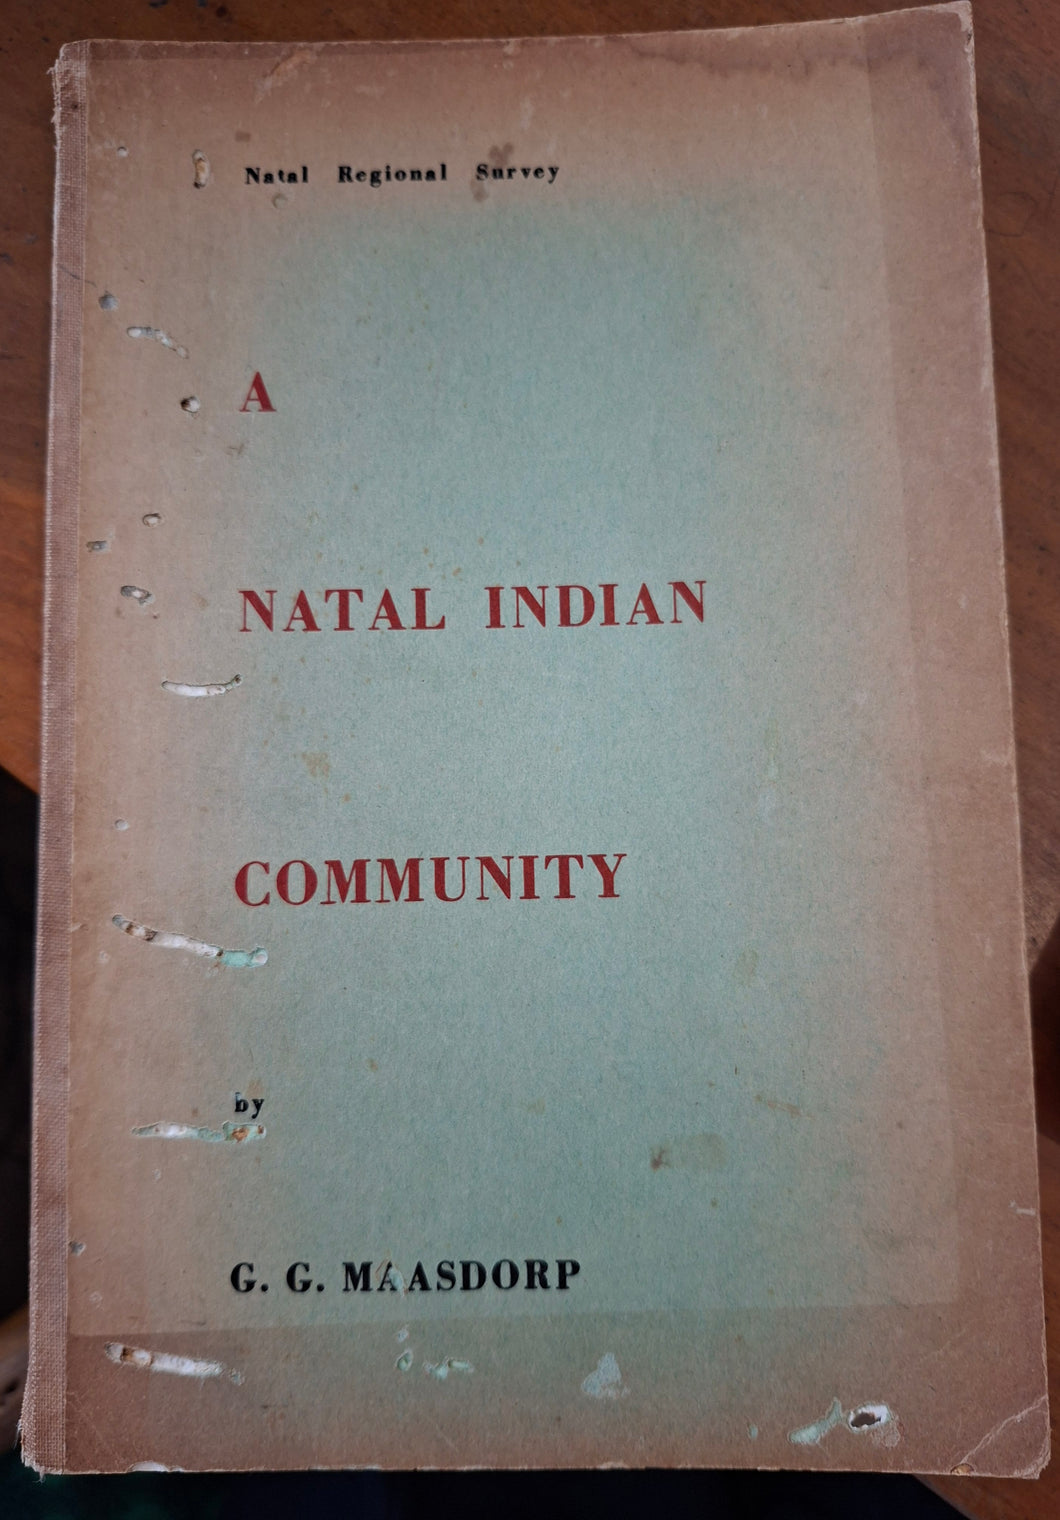 Natal Regional Survey
A
NATAL INDIAN
COMMUNITY
by
G. G. MAASDORP